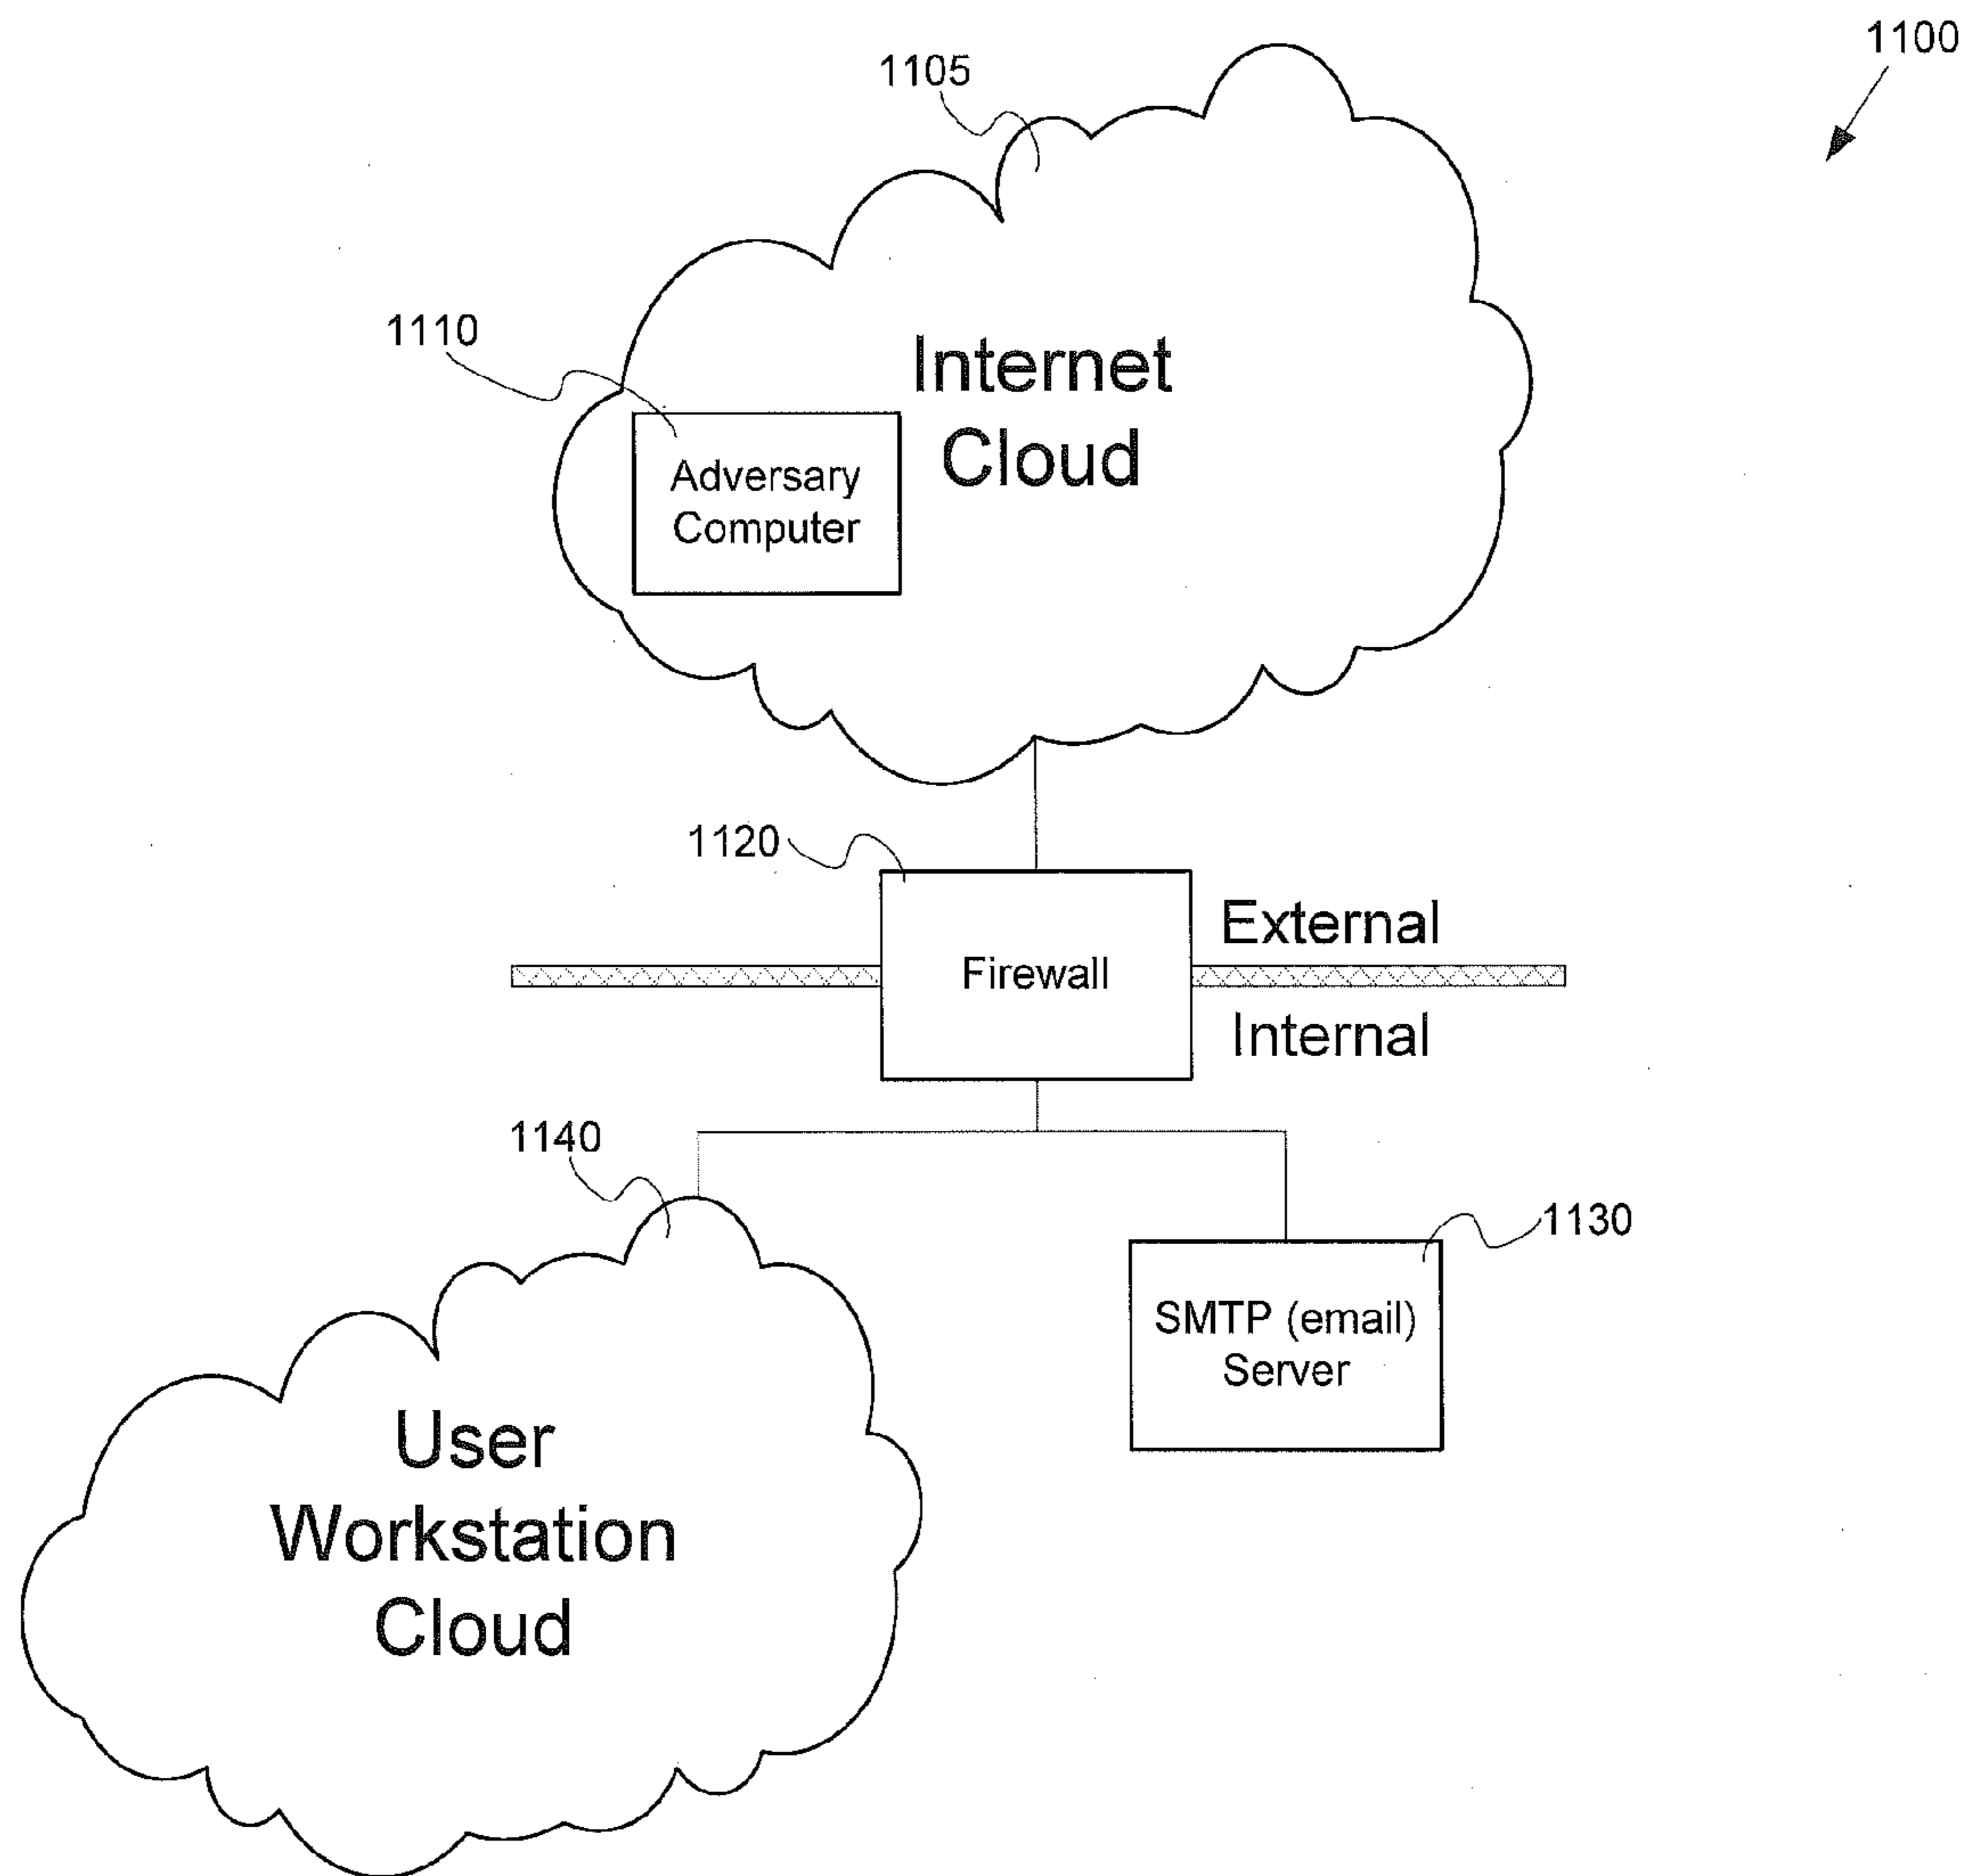 1100
1105
1110
Internet
Cloud
Adversary
Computer
1120
External
Firewall
Internal
1140
1130
SMTP (email)
Server
User
Workstation
Cloud